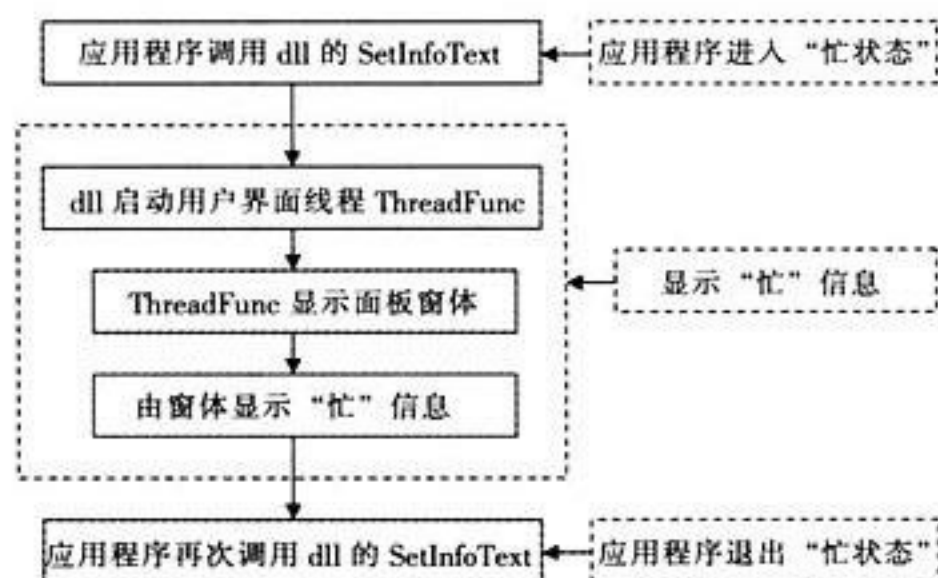 应用程序调用 dll 的 SetInfoText
应用程序进入“忙状态”
dll 启动用户界面线程 ThreadFunc
ThreadFunc 显示面板窗体
显示“忙”信息
由窗体显示“忙”信息
应用程序再次调用 dll 的 SetInfoText
应用程序退出“忙状态”